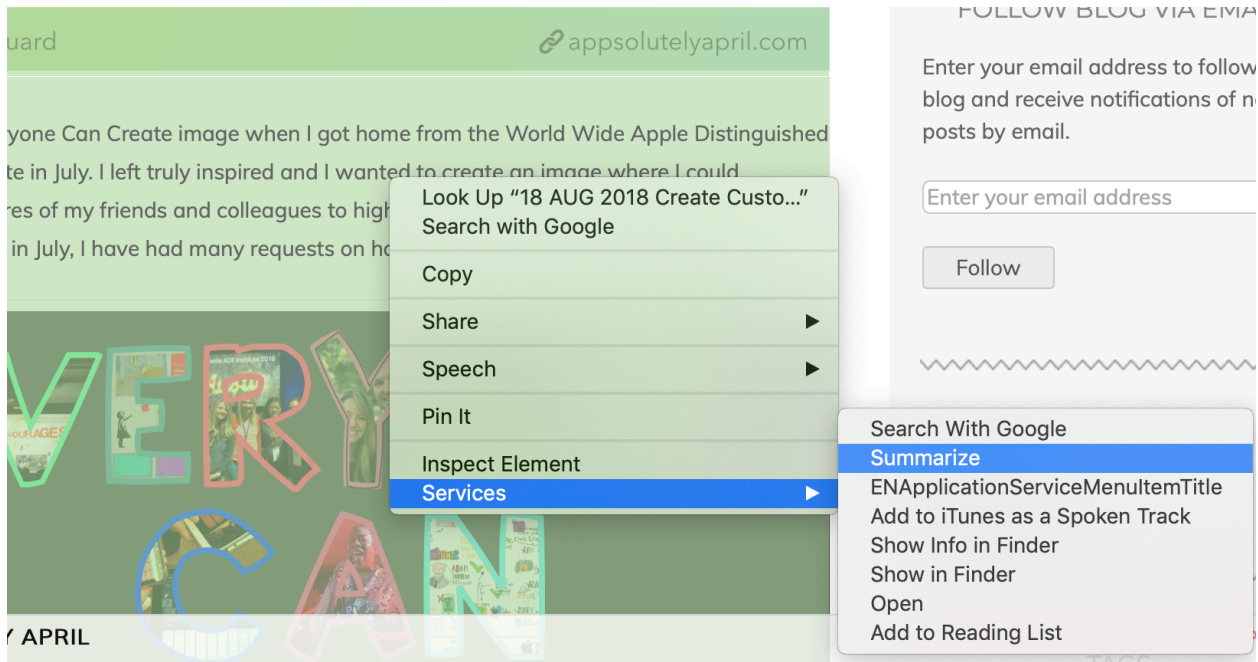 uard
appsolutelyapril.com
yone Can Create image when I got home from the World Wide Apple Distinguished
te in July. I left truly inspired and I wanted to create an image where I could
res of my friends and colleagues to hig
in July, I have had many requests on ho
VERY
CAN
Y APRIL
Look Up “18 AUG 2018 Create Custo...”
Search with Google
Copy
Share
Speech
Pin It
Inspect Element
Services
Search With Google
Summarize
ENApplicationServiceMenuItemTitle
Add to iTunes as a Spoken Track
Show Info in Finder
Show in Finder
Open
Add to Reading List
FOLLOW BLOG VIA EMA
Enter your email address to follow
blog and receive notifications of n
posts by email.
Enter your email address
Follow
TAGS